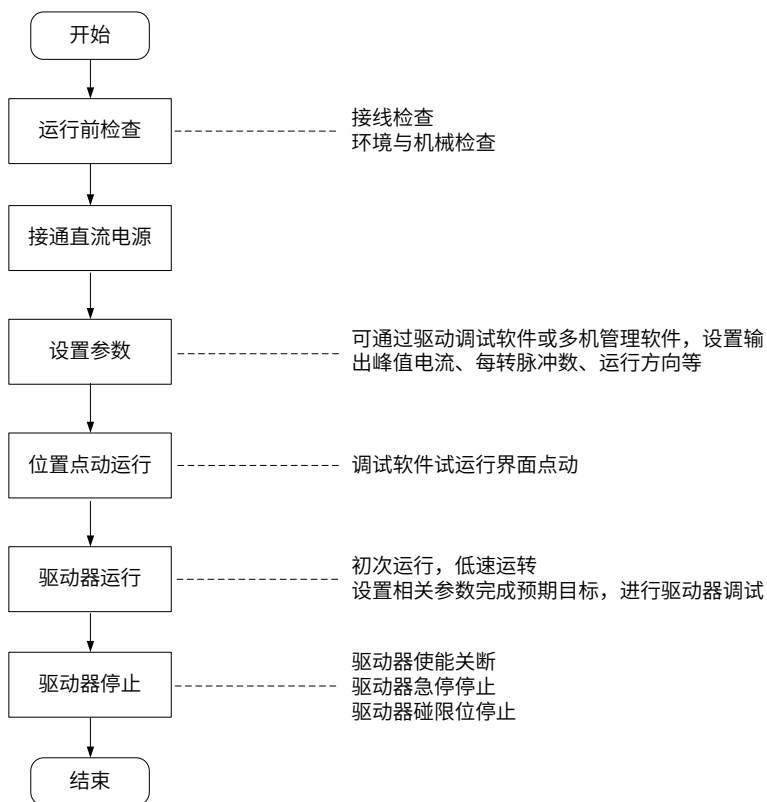 开始
运行前检查
接线检查
环境与机械检查
接通直流电源
设置参数
可通过驱动调试软件或多机管理软件，设置输
出峰值电流、每转脉冲数、运行方向等
位置点动运行
调试软件试运行界面点动
驱动器运行
初次运行，低速运转
设置相关参数完成预期目标，进行驱动器调试
驱动器停止
驱动器使能关断
驱动器急停停止
驱动器碰限位停止
结束